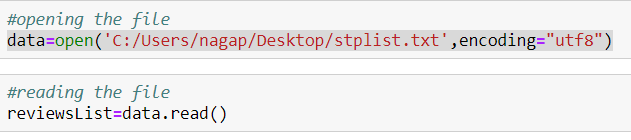 #opening the file
data=open('C:/Users/nagap/Desktop/stplist.txt',encoding="utf8")
#reading the file
reviewsList=data.read()